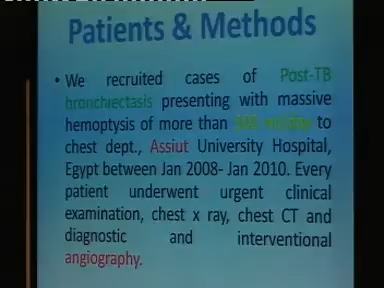 Patients & Methods
• We recruited cases of Post-TB
bronchiectasis presenting with massive
hemoptysis of more than to
chest dept., Assiut University Hospital,
Egypt between Jan 2008- Jan 2010. Every
patient underwent urgent clinical
examination, chest x ray, chest CT and
diagnostic and interventional
angiography.